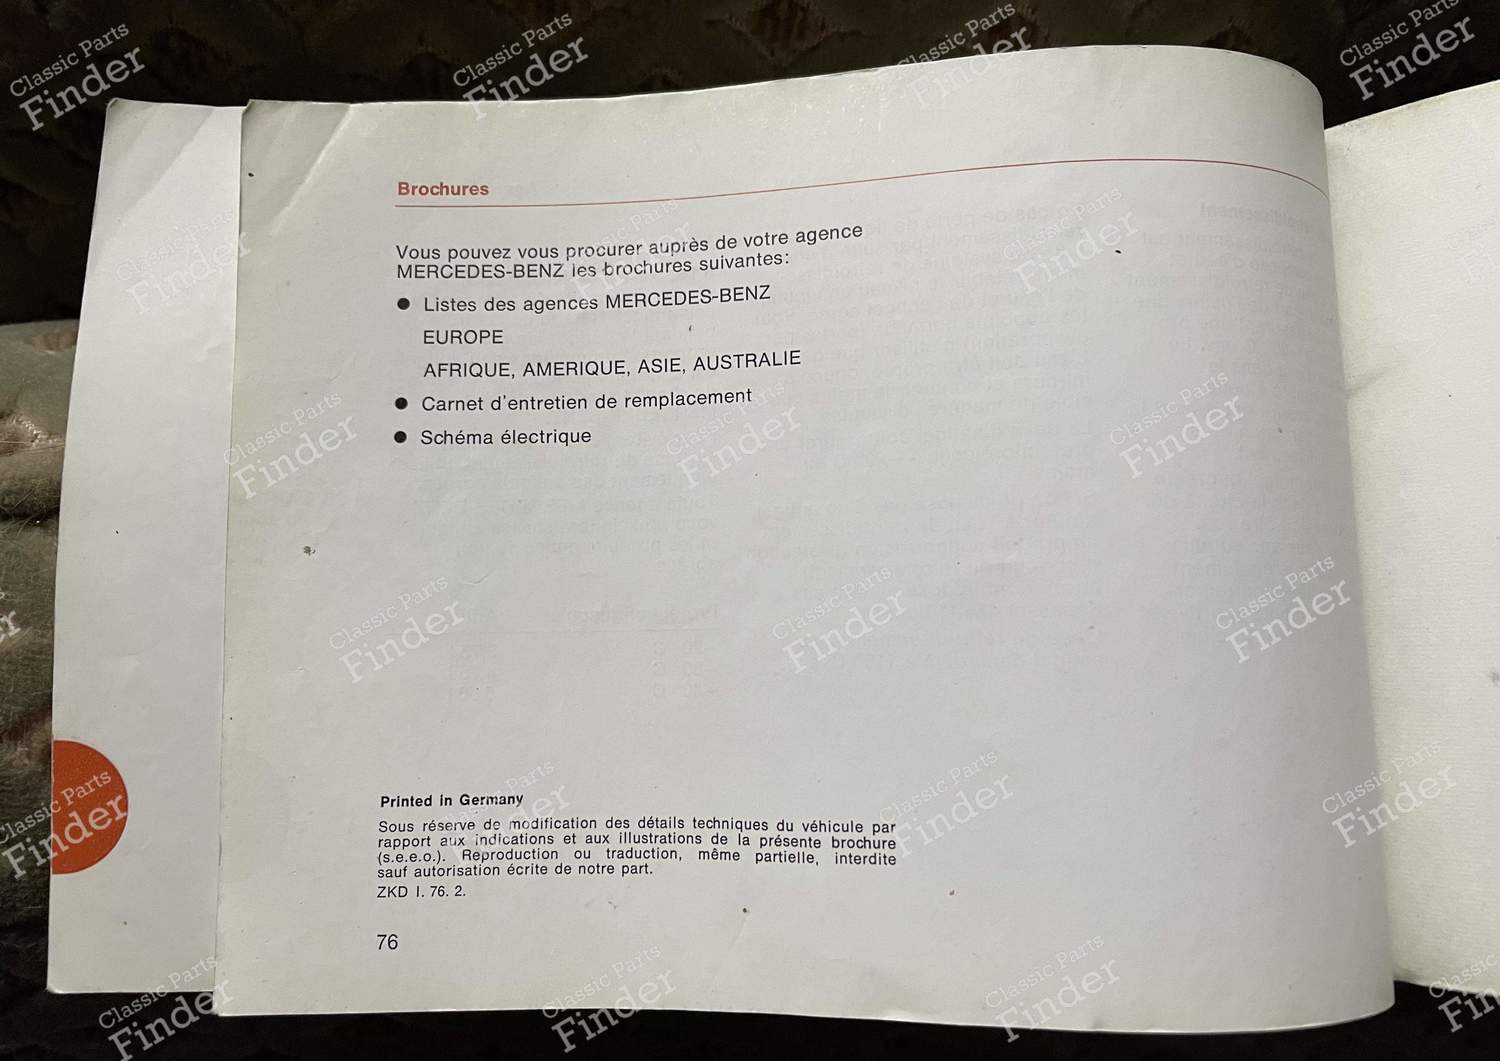 Brochures
Vous pouvez vous procurer auprès de votre agence
MERCEDES-BENZ les brochures suivantes:
● Listes des agences MERCEDES-BENZ
EUROPE
AFRIQUE, AMERIQUE, ASIE, AUSTRALIE
● Carnet d'entretien de remplacement
● Schéma électrique
Printed in Germany
Sous réserve de modification des détails techniques du véhicule par
rapport aux indications et aux illustrations de la présente brochure
(s.e.e.o.). Reproduction ou traduction, même partielle, interdite
sauf autorisation écrite de notre part.
ZKD I. 76. 2.
76
Classic Parts
Finder